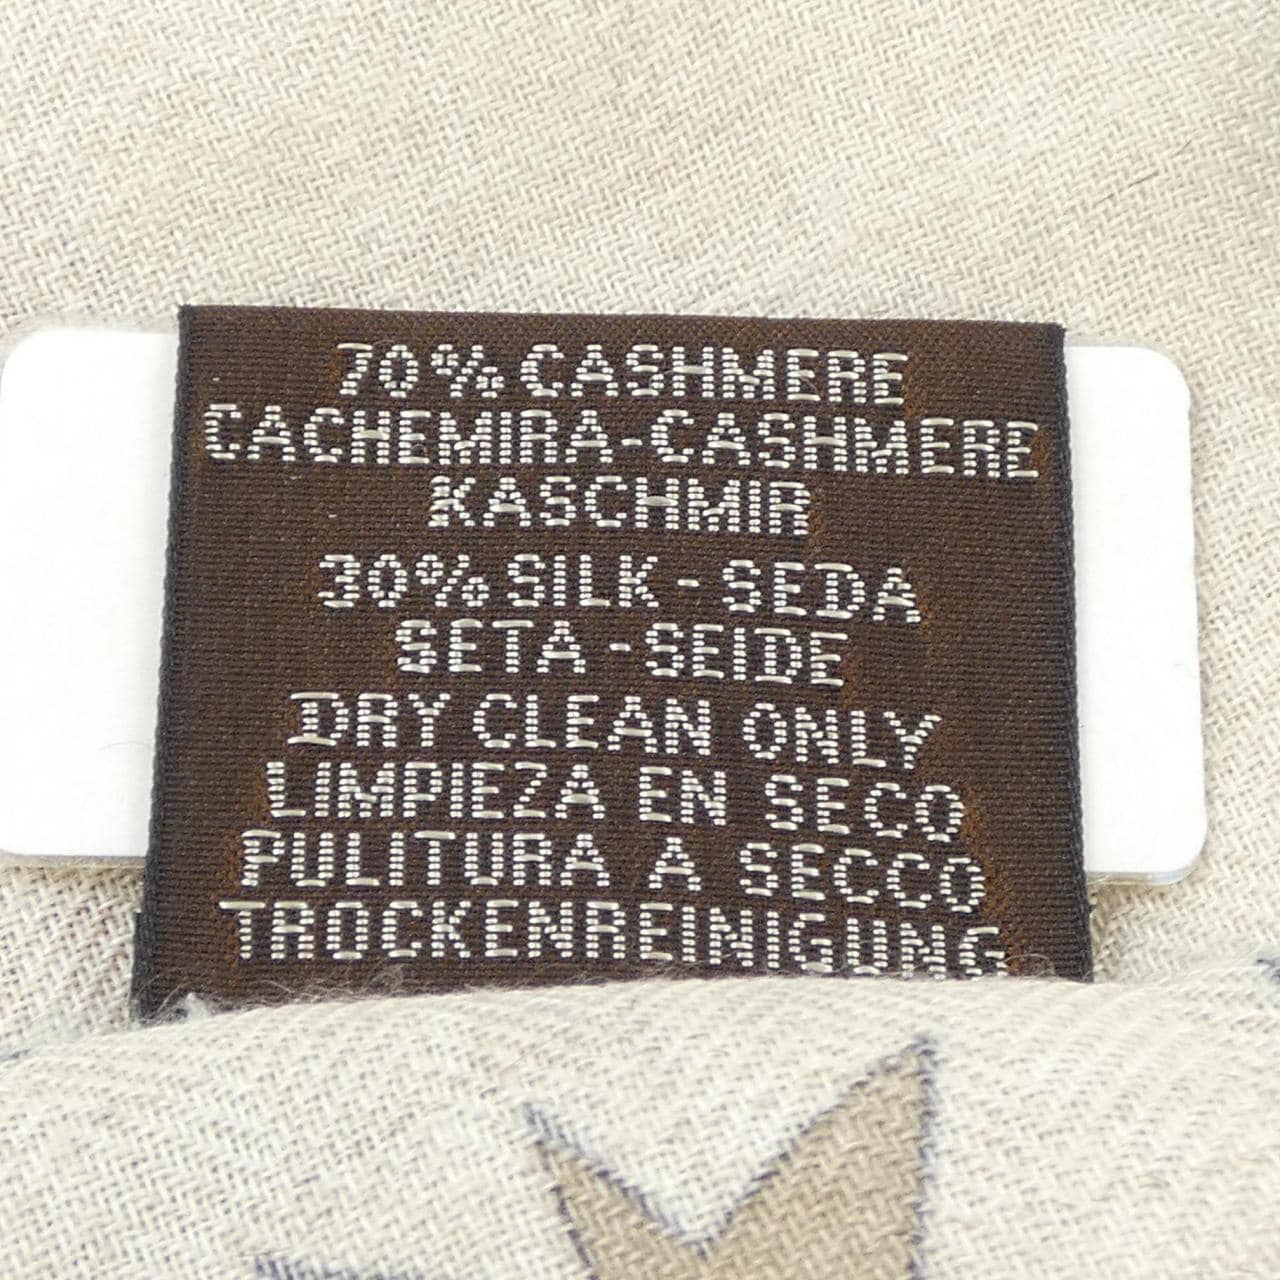 70% CASHMERE
CACHEMIRA-CASHMERE
KASCHMIR
30% SILK - SEDA
SETA - SEIDE
DRY CLEAN ONLY
LIMPIEZA EN SECO
PULITURA A SECCO
TROCKENREINIGUNG